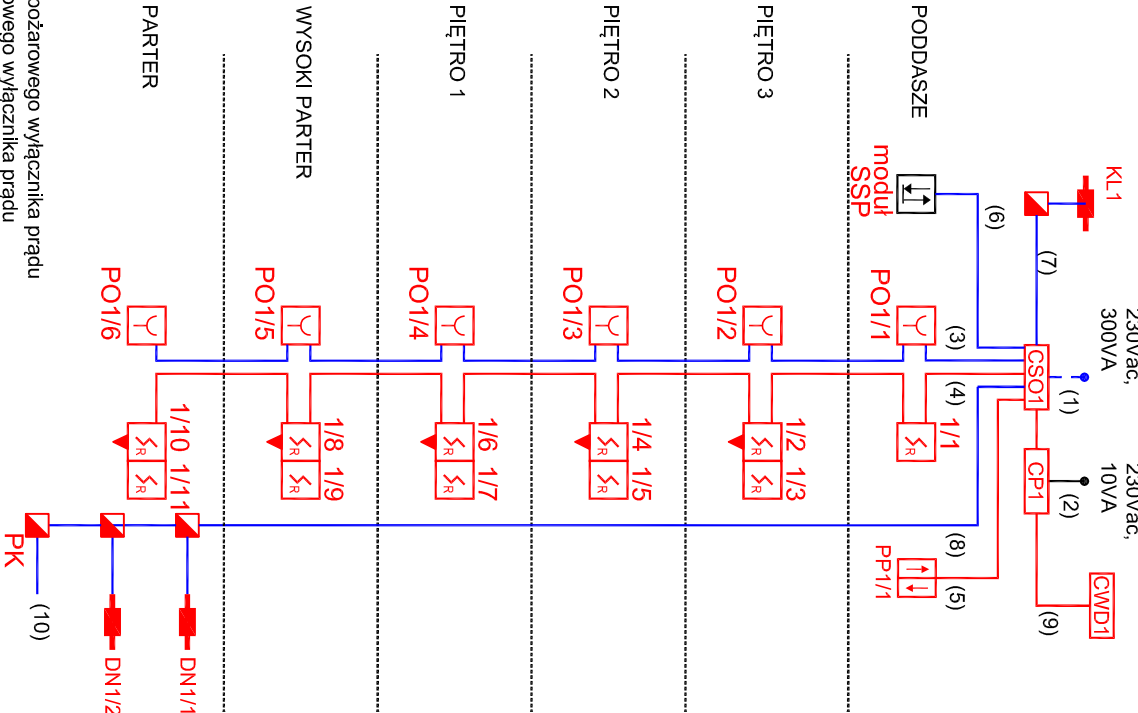 KL1
230Vac,
300VA
230Vac,
10VA
CWD1
(7)
(1)
(2)
(9)
CSO1
CP1
(6)
PODDASZE
moduł
SSP
PO1/1
(3)
(4)
1/1
(8)
(5)
PP1/1
PIĘTRO 3
PO1/2
1/2 1/3
R R
PIĘTRO 2
PO1/3
1/4 1/5
R R
PIĘTRO 1
PO1/4
1/6 1/7
R R
WYSOKI PARTER
PO1/5
1/8 1/9
R R
PARTER
PO1/6
1/10 1/11
R R
R
DN1/1
DN1/2
PK
(10)
pożarowego wyłącznika prądu
owego wyłącznika prądu